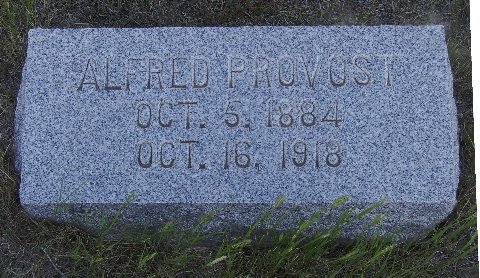 ALFRED PROVOST
OCT. 5, 1884
OCT. 16, 1918